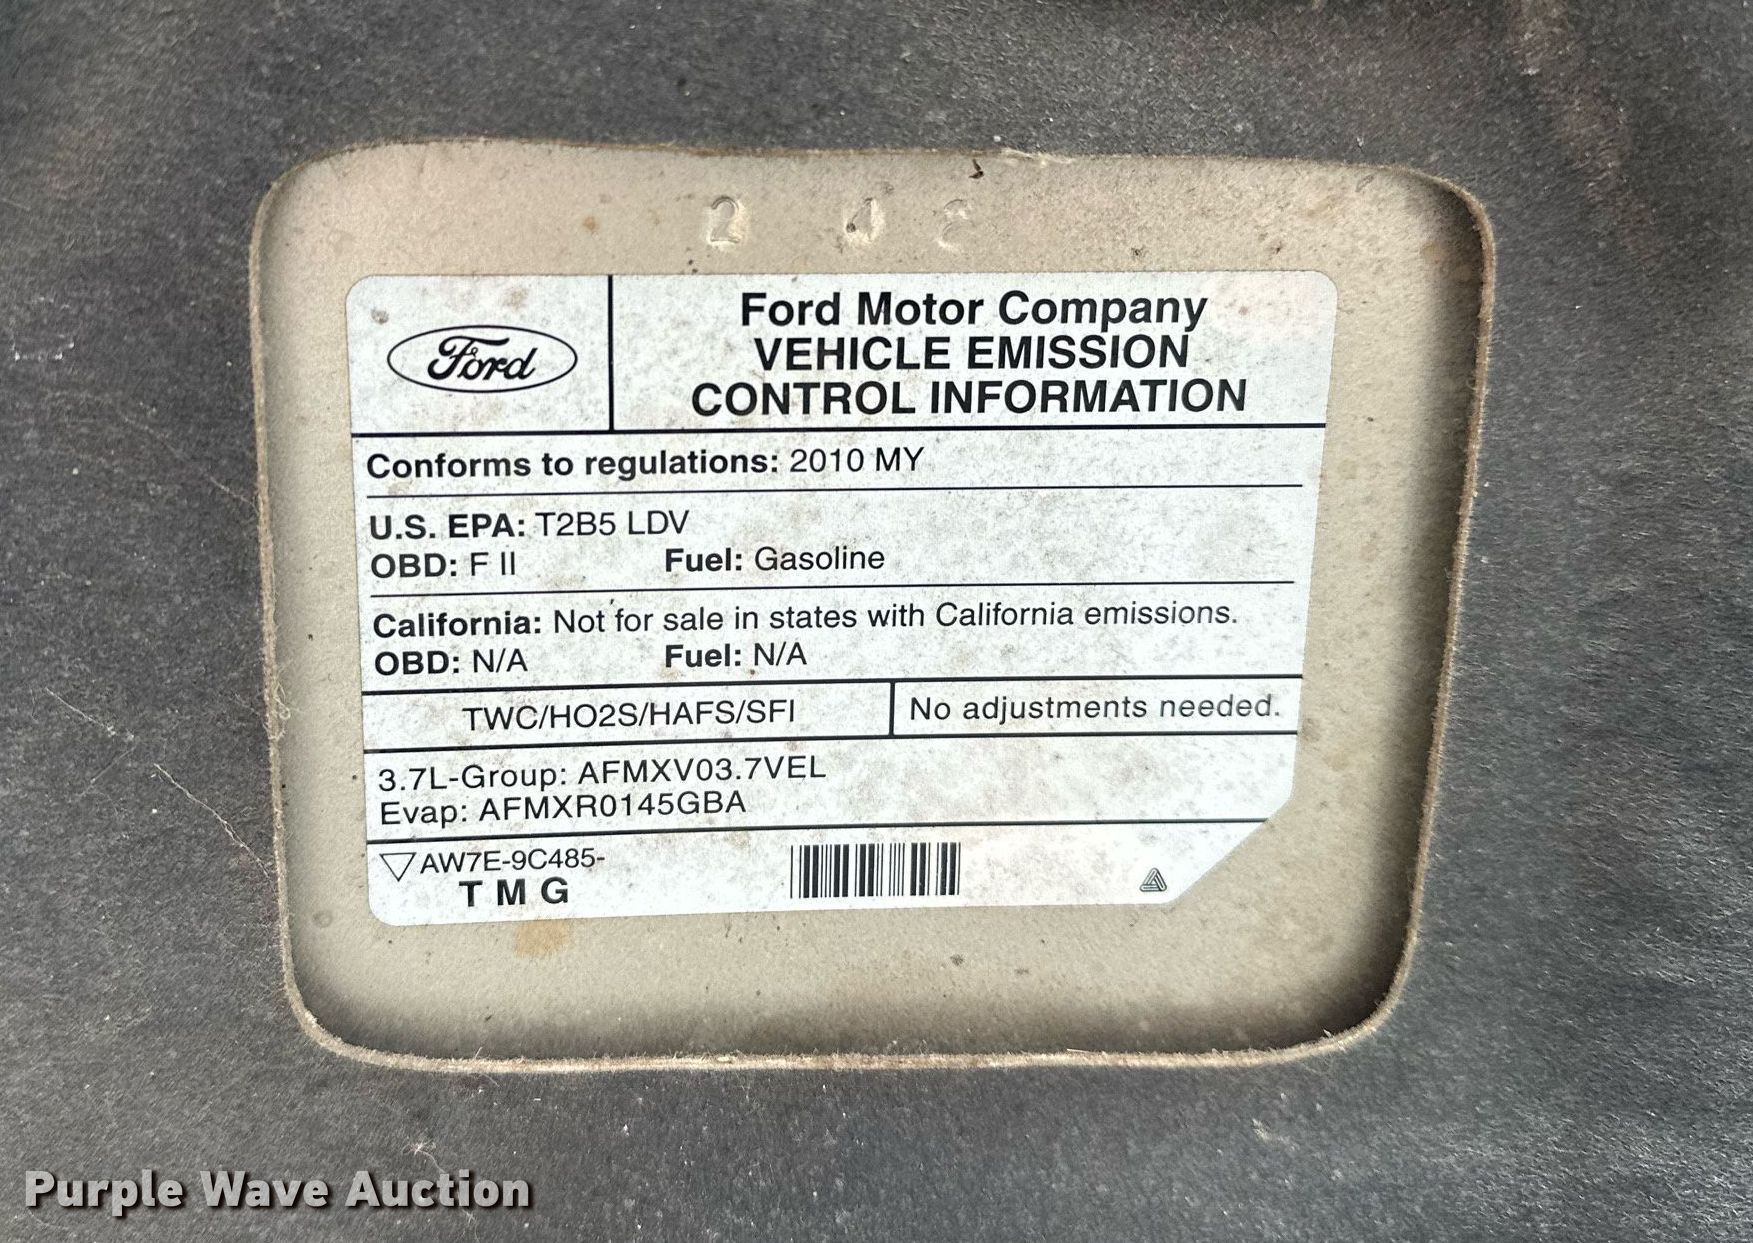 2 4
Ford
Ford Motor Company
VEHICLE EMISSION
CONTROL INFORMATION
Conforms to regulations: 2010 MY
U.S. EPA: T2B5 LDV
OBD: F II Fuel: Gasoline
California: Not for sale in states with California emissions.
OBD: N/A Fuel: N/A
TWC/HO2S/HAFS/SFI No adjustments needed.
3.7L-Group: AFMXV03.7VEL
Evap: AFMXR0145GBA
AW7E-9C485-
T M G
Purple Wave Auction